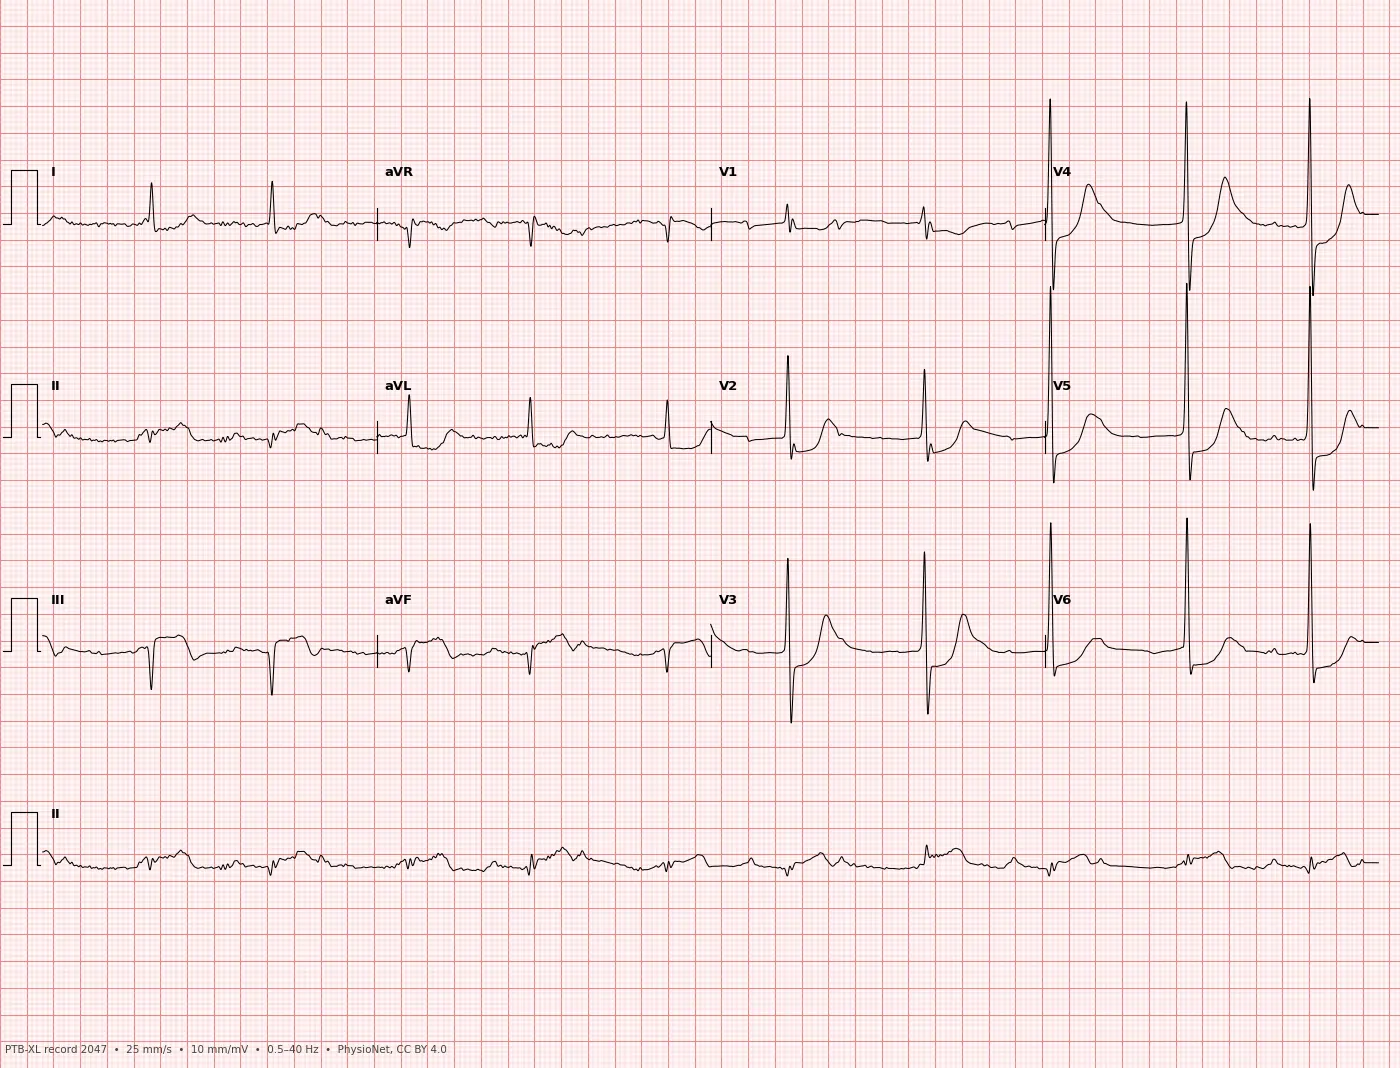 I aVR V1 V4
II aVL V2 V5
III aVF V3 V6
II
PTB-XL record 2047 • 25 mm/s • 10 mm/mV • 0.5–40 Hz • PhysioNet, CC BY 4.0